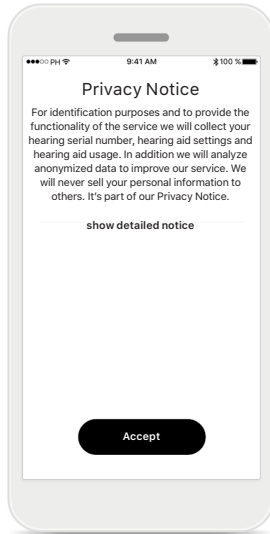 ●●●○○ PH 9:41 AM 100 %
Privacy Notice
For identification purposes and to provide the
functionality of the service we will collect your
hearing serial number, hearing aid settings and
hearing aid usage. In addition we will analyze
anonymized data to improve our service. We
will never sell your personal information to
others. It's part of our Privacy Notice.
show detailed notice
Accept